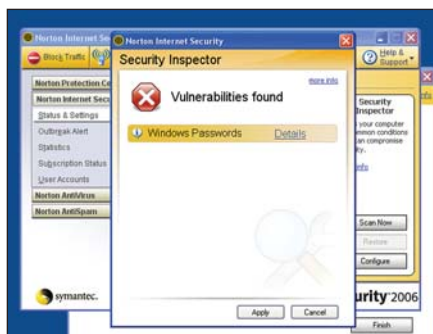 Norton Internet Se
Norton Internet Security
Block Traffic
Help & Support
Security Inspector
more info
Vulnerabilities found
Windows Passwords Details
Norton Protection Ce
Norton Internet Secu
Status & Settings
Outbreak Alert
Statistics
Subscription Status
User Accounts
Norton AntiVirus
Norton AntiSpam
Security
Inspector
your computer
mmon conditions
an compromise
ity.
nfo
Scan Now
Restore
Configure
symantec.
urity 2006
Apply Cancel
Finish